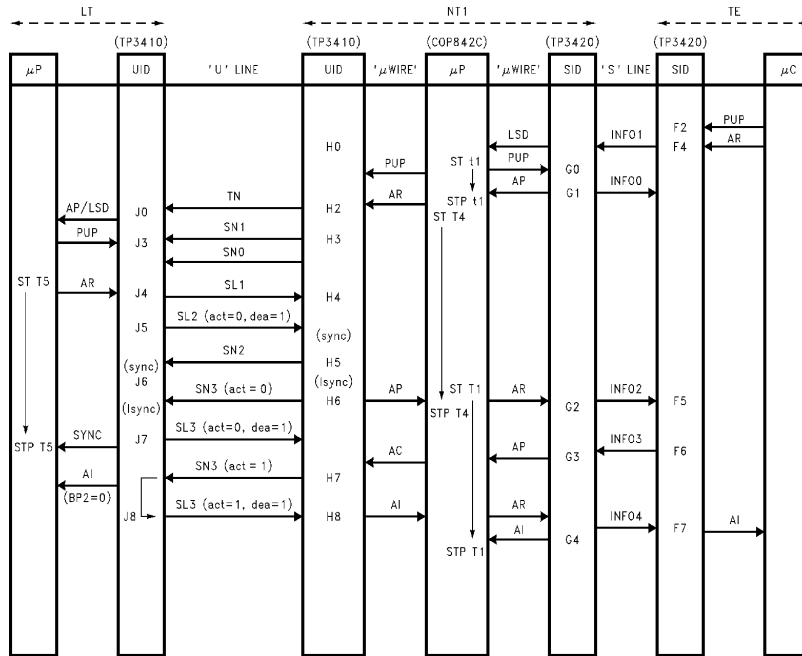 LT NT1 TE
(TP3410) (TP3410) (COP842C) (TP3420) (TP3420)
μP UID 'U' LINE UID 'μWIRE' μP 'μWIRE' SID 'S' LINE SID μC
F2 PUP
H0 LSD INFO1 F4 AR
PUP ST t1 PUP G0
AP/LSD J0 TN H2 AR STP t1 AP G1 INFO0
ST T4
PUP J3 SN1 H3
SN0
ST T5 AR J4 SL1 H4
J5 SL2 (act=0, dea=1)
(sync)
(sync) SN2 H5
J6 (Isync)
(Isync) SN3 (act=0) H6 AP ST T1 AR G2 INFO2 F5
STP T4
STP T5 SYNC J7 SL3 (act=0, dea=1)
AC AP G3 INFO3 F6
AI SN3 (act=1) H7
(BP2=0)
J8 SL3 (act=1, dea=1) H8 AI AR INFO4 F7 AI
STP T1 AI G4